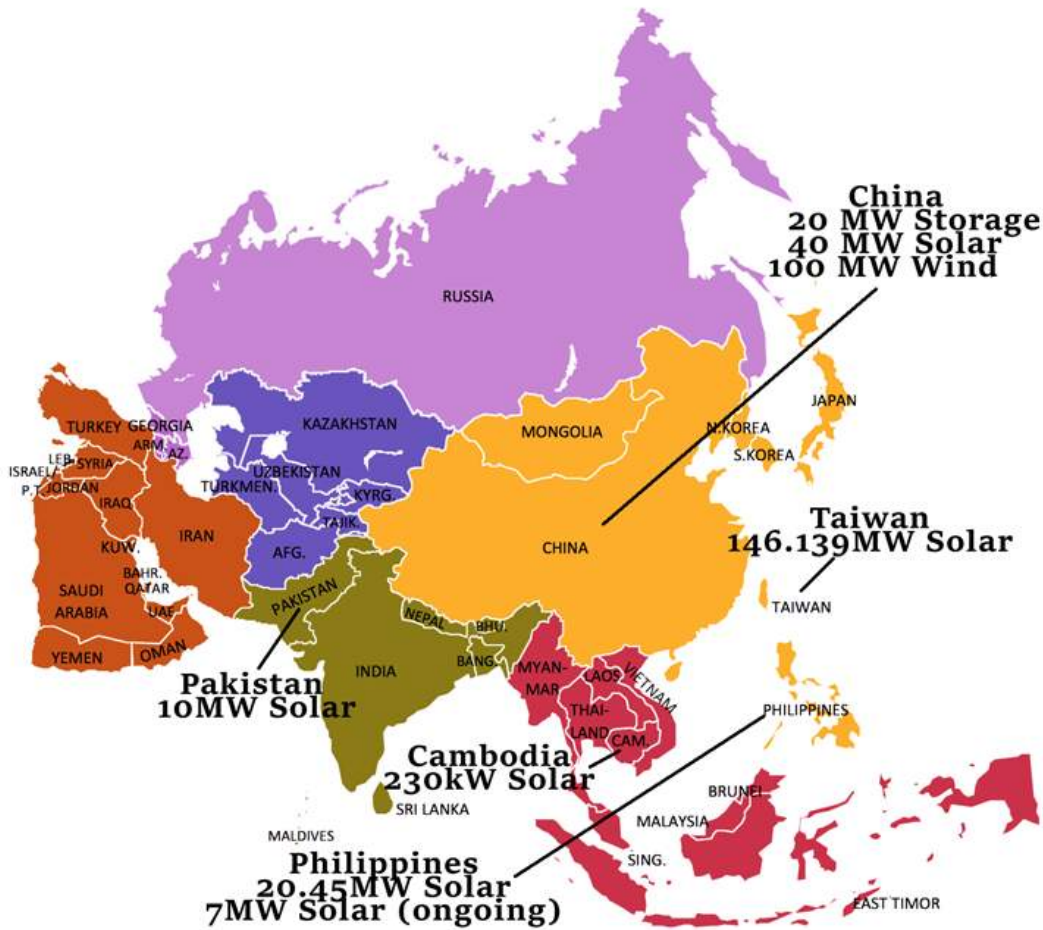 China
20 MW Storage
40 MW Solar
100 MW Wind
RUSSIA
JAPAN
TURKEY
GEORGIA
KAZAKHSTAN
MONGOLIA
N.KOREA
ARM.
AZ.
S.KOREA
LEB.
SYRIA
ISRAEL/
P.T.
JORDAN
UZBEKISTAN
TURKMEN.
IRAQ
KYRG.
IRAN
TAJIK.
Taiwan
146.139MW Solar
KUW.
AFG.
CHINA
BAHR.
QATAR
SAUDI
ARABIA
UAE
PAKISTAN
TAIWAN
NEPAL
BHU.
YEMEN
OMAN
INDIA
BANG.
MYAN-
MAR
LAOS
VIETNAM
Pakistan
10MW Solar
THAI-
LAND
PHILIPPINES
CAM.
Cambodia
230kW Solar
SRI LANKA
BRUNEI
MALAYSIA
MALDIVES
SING.
Philippines
20.45MW Solar
7MW Solar (ongoing)
EAST TIMOR